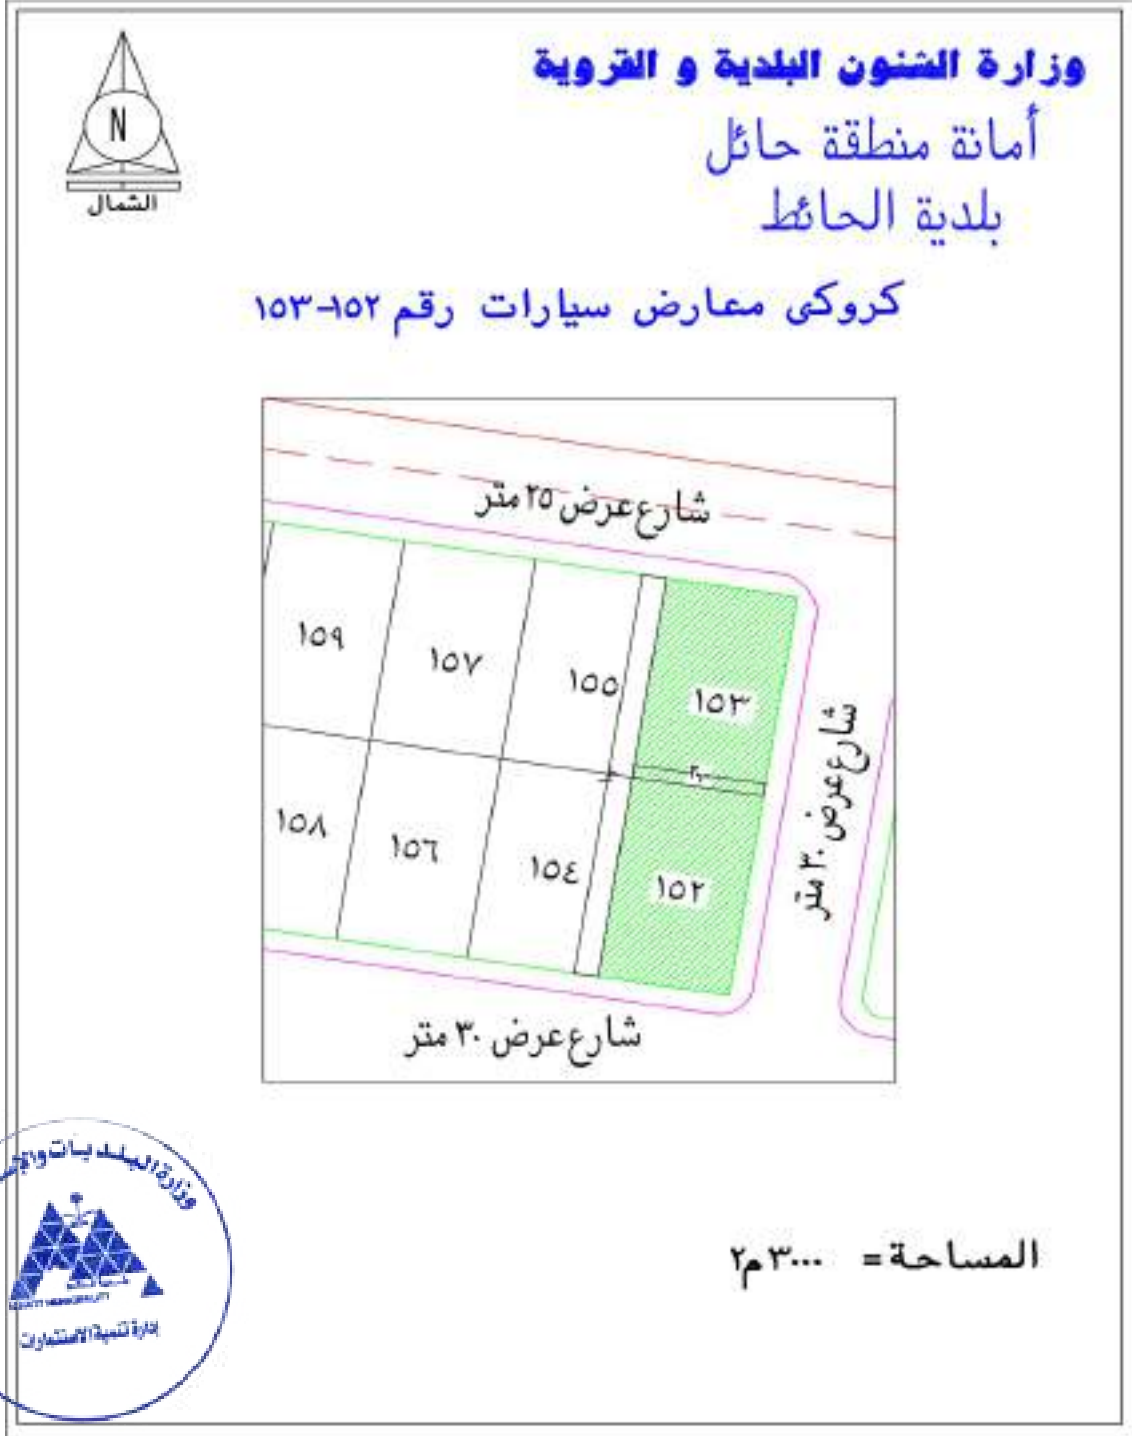 وزارة الشئون البلدية و القروية
أمانة منطقة حائل
بلدية الحائط
N
الشمال
كروكى معارض سيارات رقم ١٥٢-١٥٣
شارع عرض ٢٥ متر
١٥٩
١٥٧
١٥٥
١٥٣
شارع عرض ٣٠ متر
١٥٨
١٥٦
١٥٤
١٥٢
شارع عرض ٣٠ متر
وزارة البلديات
إدارة تنمية الاستثمارات
المساحة = ٣٠٠٠م٢